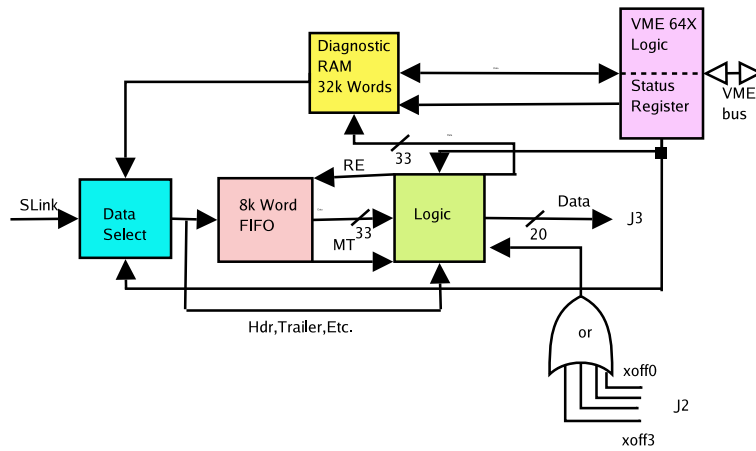 Diagnostic
RAM
32k Words
VME 64X
Logic
Status
Register
VME
bus
33
RE
SLink
Data
Select
8k Word
FIFO
33
MT
Logic
Data
20
J3
Hdr,Trailer,Etc.
or
xoff0
J2
xoff3